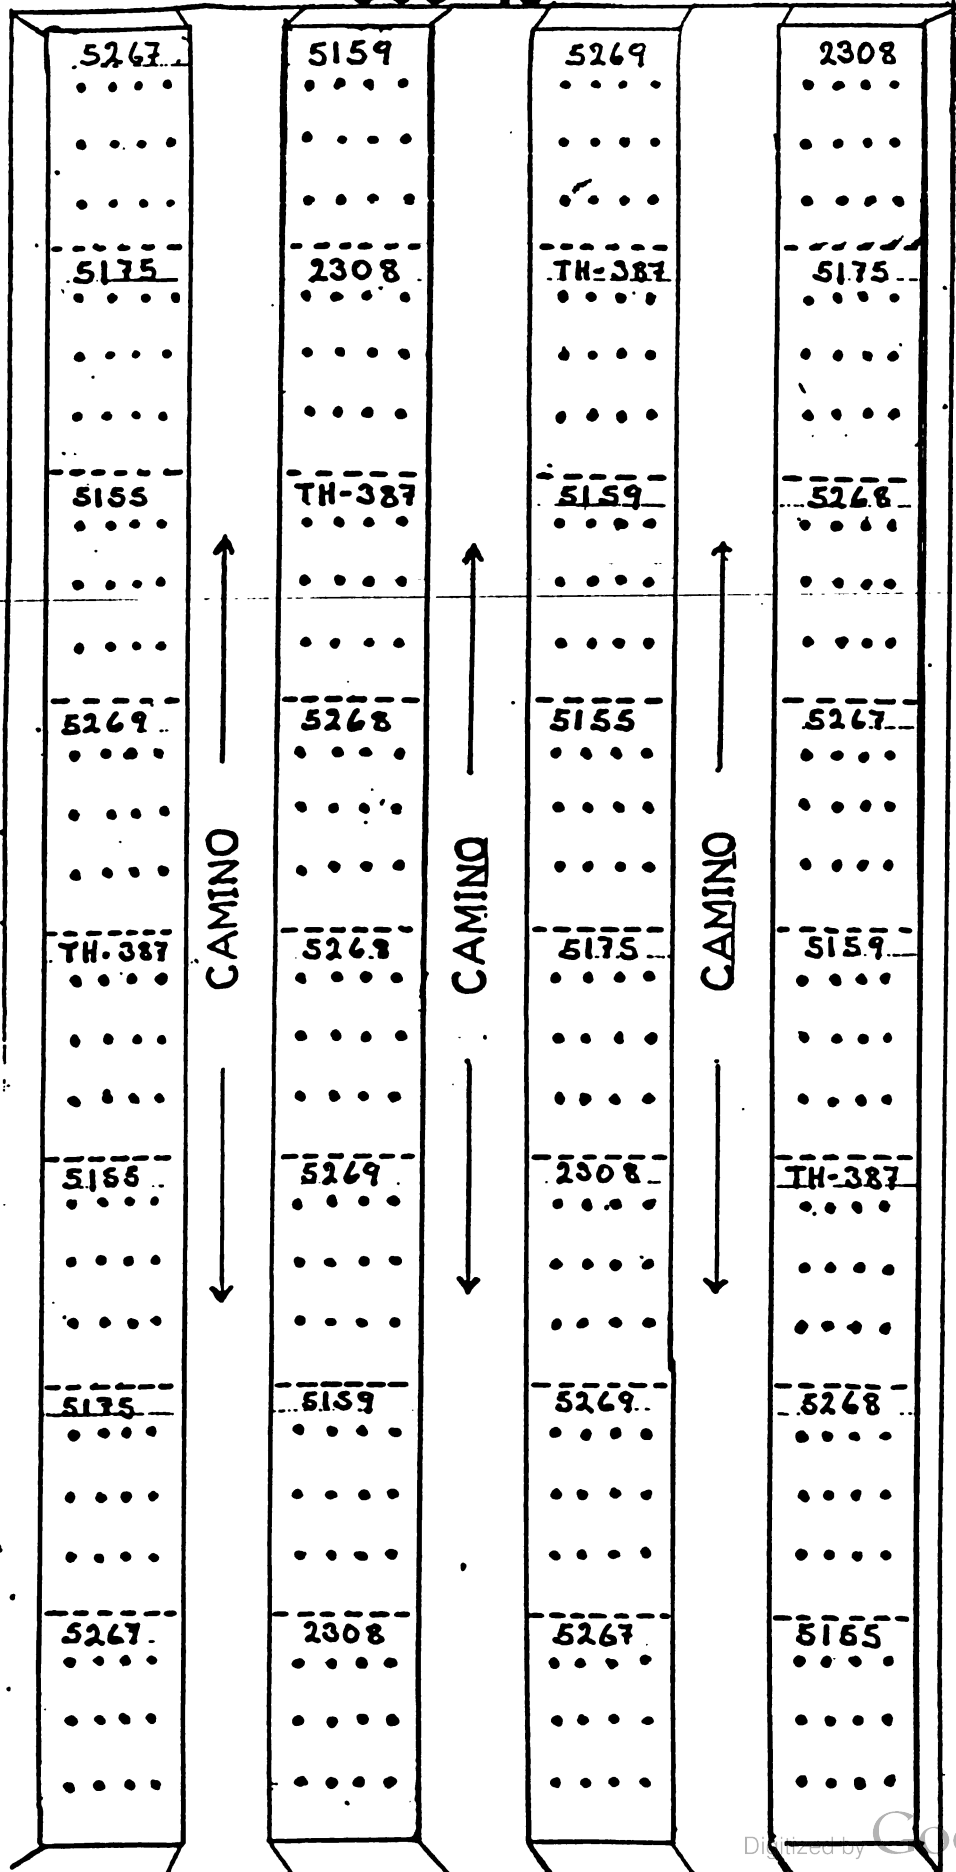 5267 5159 5269 2308
5175 2308 TH-387 5175
5155 TH-387 5159 5268
5269 5268 5155 5267
CAMINO CAMINO CAMINO
TH-387 5268 5175 5159
5155 5269 2308 TH-387
5175 5159 5269 5268
5267 2308 5267 5155
Digitized by Goo